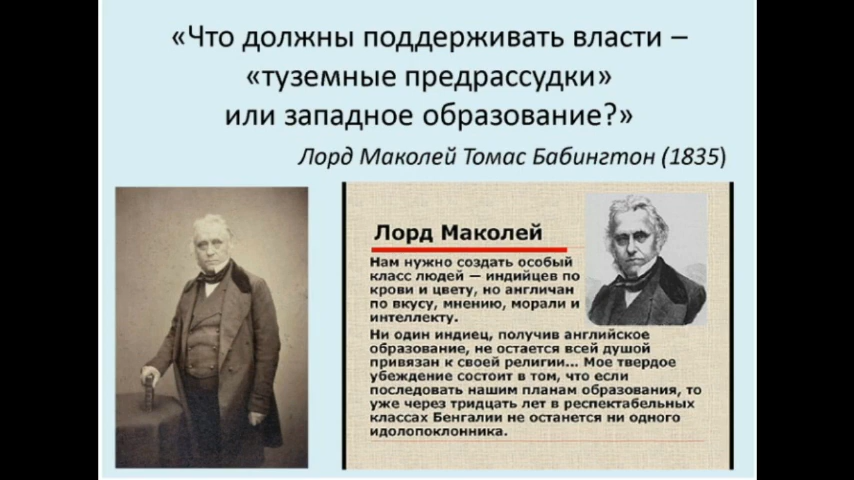 «Что должны поддерживать власти –
«туземные предрассудки»
или западное образование?»
Лорд Маколей Томас Бабингтон (1835)
Лорд Маколей
Нам нужно создать особый
класс людей — индийцев по
крови и цвету, но англичан
по вкусу, мнению, морали и
интеллекту.
Ни один индиец, получив английское
образование, не остается всей душой
привязан к своей религии... Мое твердое
убеждение состоит в том, что если
последовать нашим планам образования, то
уже через тридцать лет в респектабельных
классах Бенгалии не останется ни одного
идолопоклонника.